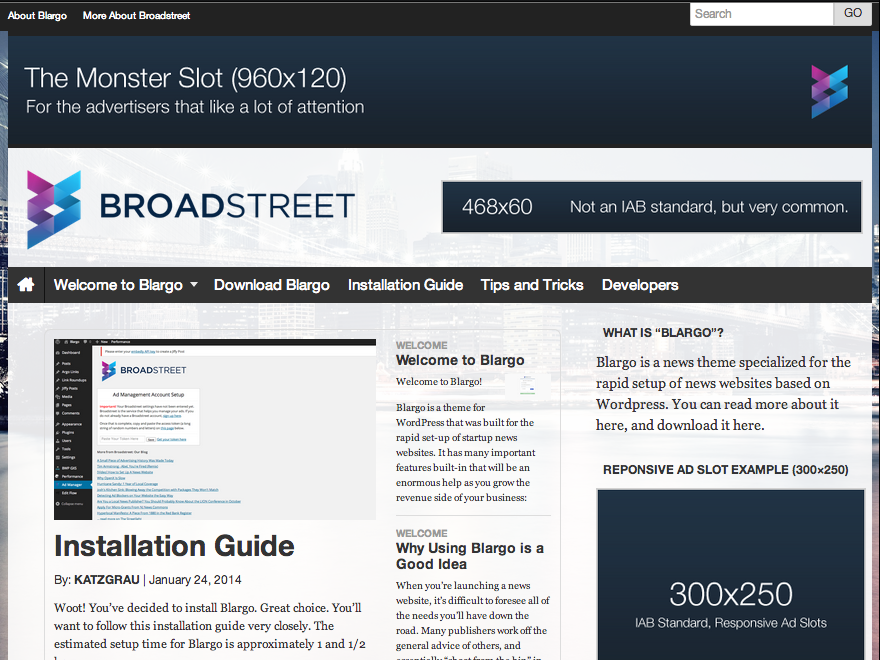 About Blargo More About Broadstreet Search GO
The Monster Slot (960x120)
For the advertisers that like a lot of attention
BROADSTREET
468x60 Not an IAB standard, but very common.
Welcome to Blargo Download Blargo Installation Guide Tips and Tricks Developers
BROADSTREET
Ad Management Account Setup
Installation Guide
By: KATZGRAU | January 24, 2014
Woot! You’ve decided to install Blargo. Great choice. You’ll
want to follow this installation guide very closely. The
estimated setup time for Blargo is approximately 1 and 1/2
WELCOME
Welcome to Blargo
Welcome to Blargo!
Blargo is a theme for
WordPress that was built for the
rapid set-up of startup news
websites. It has many important
features built-in that will be an
enormous help as you grow the
revenue side of your business:
WELCOME
Why Using Blargo is a
Good Idea
When you’re launching a news
website, it’s difficult to foresee all of
the needs you’ll have down the
road. Many publishers work off the
general advice of others, and
essentially “shoot from the hip” in
WHAT IS “BLARGO”?
Blargo is a news theme specialized for the
rapid setup of news websites based on
Wordpress. You can read more about it
here, and download it here.
REPONSIVE AD SLOT EXAMPLE (300×250)
300x250
IAB Standard, Responsive Ad Slots